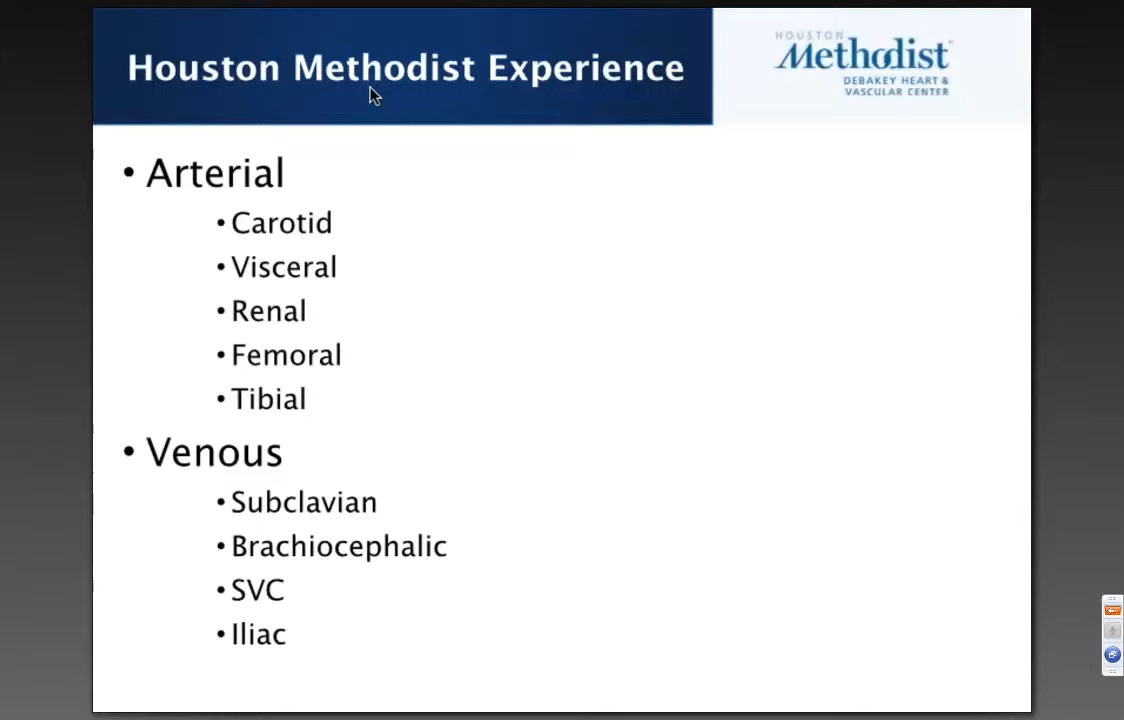 Houston Methodist Experience
HOUSTON
Methodist
DEBAKEY HEART &
VASCULAR CENTER
• Arterial
• Carotid
• Visceral
• Renal
• Femoral
• Tibial
• Venous
• Subclavian
• Brachiocephalic
• SVC
• Iliac